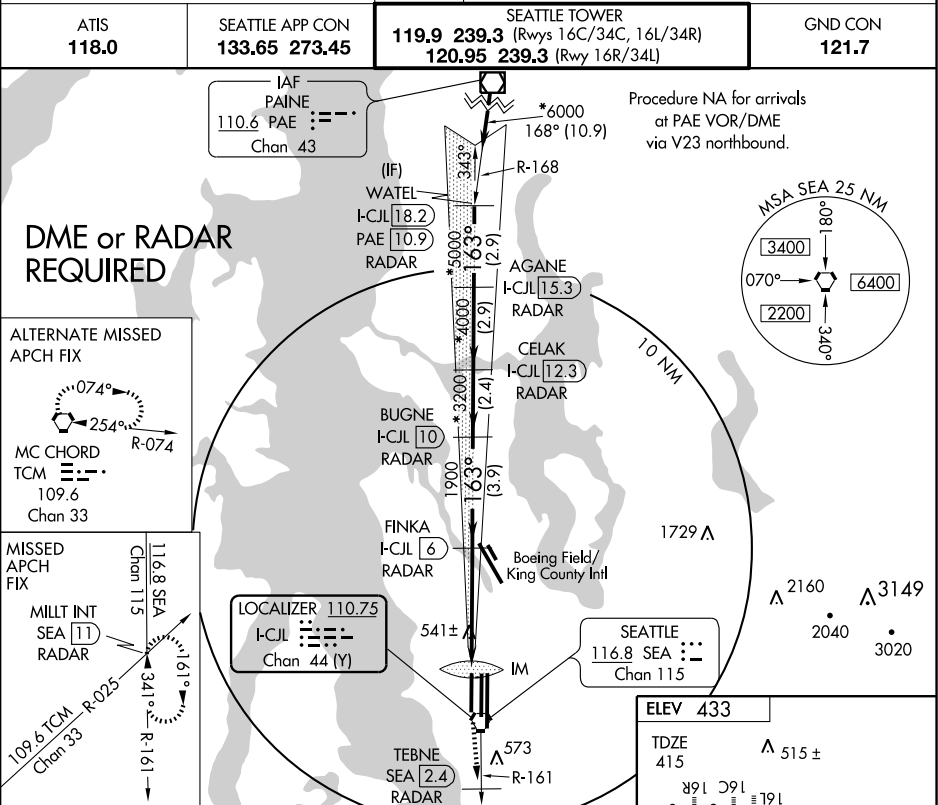 ATIS
118.0
SEATTLE APP CON
133.65 273.45
SEATTLE TOWER
119.9 239.3 (Rwys 16C/34C, 16L/34R)
120.95 239.3 (Rwy 16R/34L)
GND CON
121.7
IAF
PAINE
110.6 PAE
Chan 43
*6000
168° (10.9)
Procedure NA for arrivals
at PAE VOR/DME
via V23 northbound.
343°
R-168
(IF)
WATEL
I-CJL 18.2
PAE 10.9
RADAR
DME or RADAR
REQUIRED
*5000
163°
(2.9)
AGANE
I-CJL 15.3
RADAR
MSA SEA 25 NM
180°
3400
070°
6400
2200
340°
*4000
(2.9)
CELAK
I-CJL 12.3
RADAR
10 NM
ALTERNATE MISSED
APCH FIX
074°
254°
R-074
MC CHORD
TCM
109.6
Chan 33
*3200
(2.4)
BUGNE
I-CJL 10
RADAR
1900
163°
(3.9)
FINKA
I-CJL 6
RADAR
Boeing Field/
King County Intl
1729
2160
3149
2040
3020
MISSED
APCH
FIX
116.8 SEA
Chan 115
MILLT INT
SEA 11
RADAR
161°
341°
R-025
109.6 TCM
Chan 33
R-161
LOCALIZER 110.75
I-CJL
Chan 44 (Y)
541±
IM
SEATTLE
116.8 SEA
Chan 115
TEBNE
SEA 2.4
RADAR
573
R-161
ELEV 433
TDZE
415
515 ±
16R
16C
16L